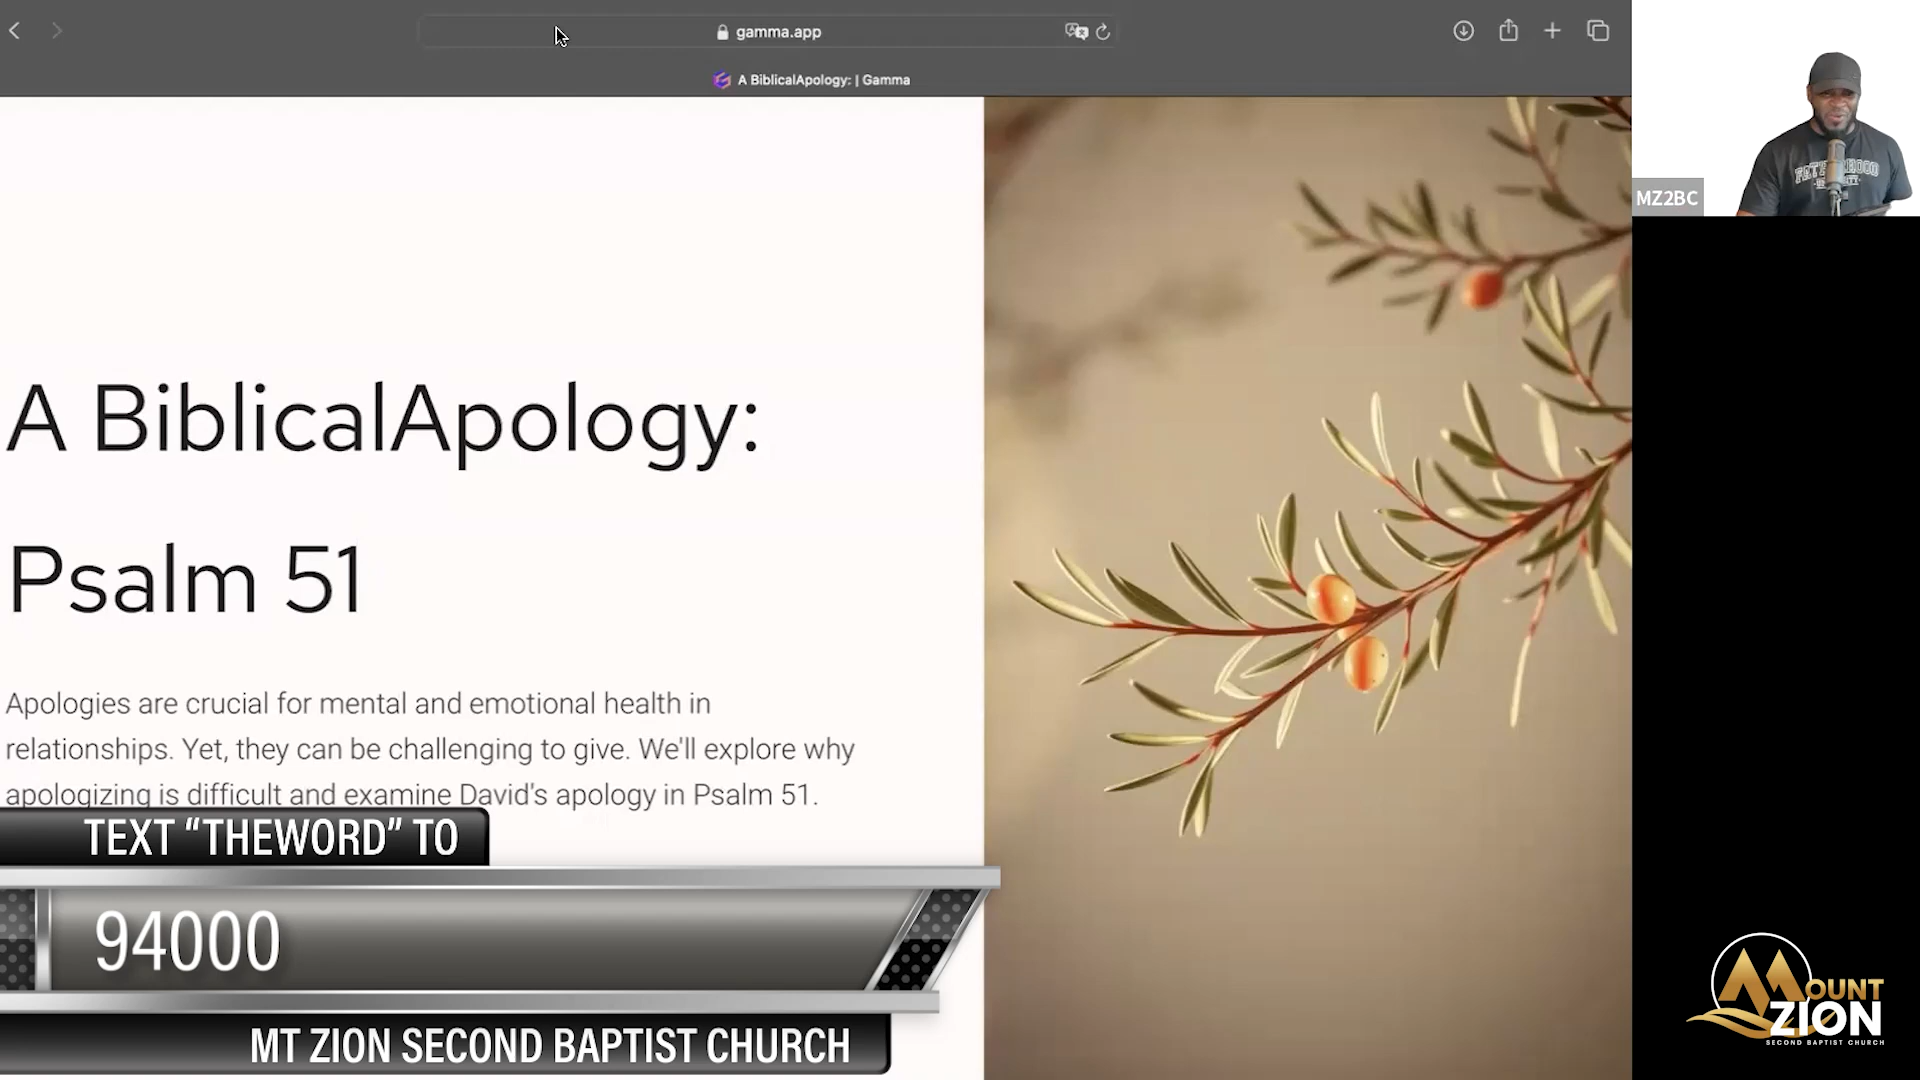 gamma.app
A BiblicalApology: | Gamma
MZ2BC
A BiblicalApology:
Psalm 51
Apologies are crucial for mental and emotional health in
relationships. Yet, they can be challenging to give. We'll explore why
apologizing is difficult and examine David's apology in Psalm 51.
TEXT “THEWORD” TO
94000
MT ZION SECOND BAPTIST CHURCH
MOUNT
ZION
SECOND BAPTIST CHURCH